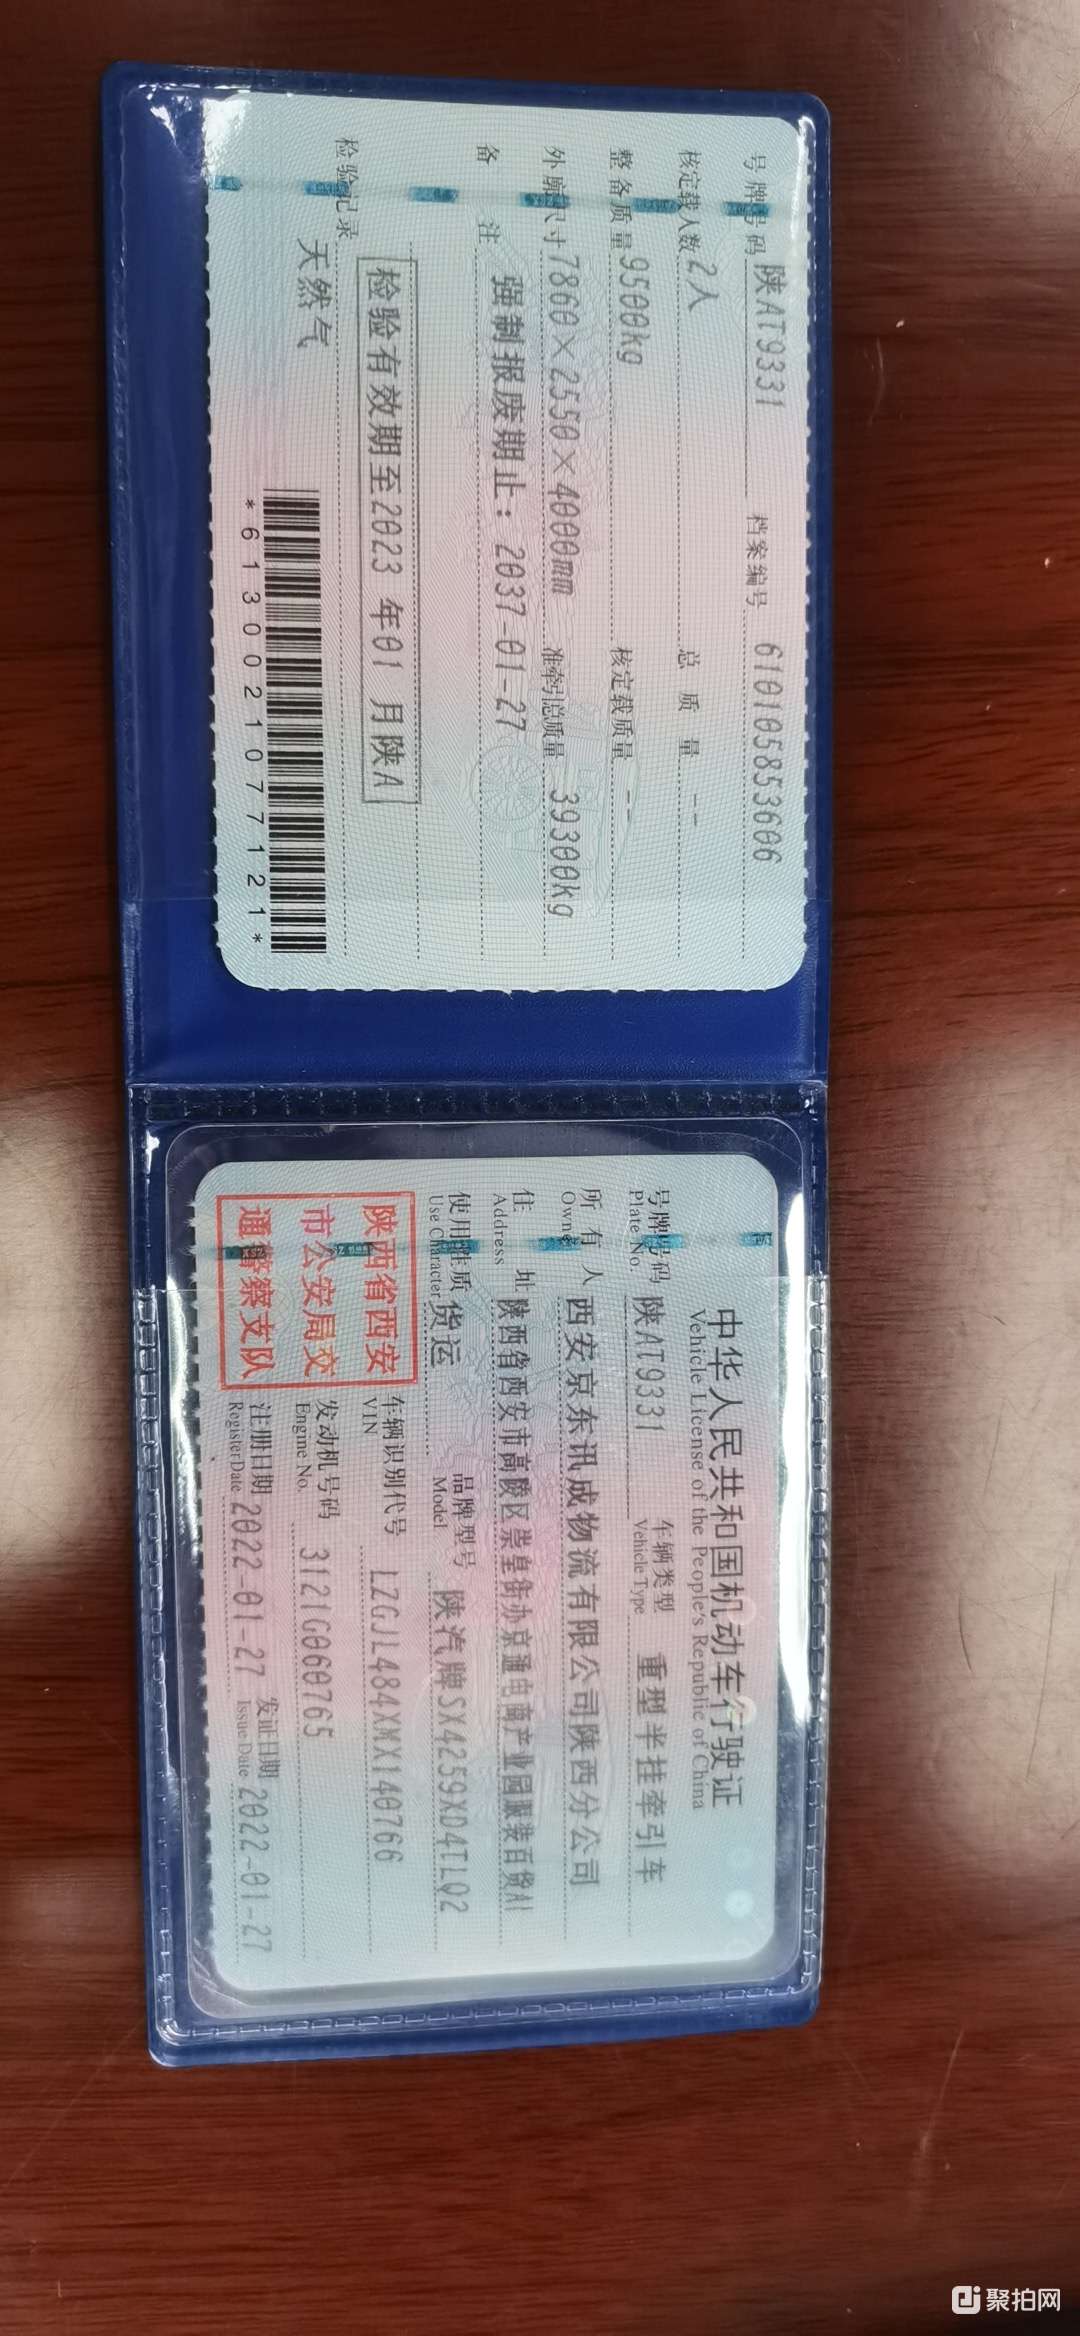 号牌号码 陕AT9331 档案编号 610105853606
核定载人数 2人 总质量 --
整备质量 9500kg 核定载质量 --
外廓尺寸 7860×2550×4000mm 准牵引总质量 39300kg
备注 强制报废期止：2037-01-27
检验有效期至2023年01月陕A
检验记录
天然气
*6130021077121*
中华人民共和国机动车行驶证
Vehicle License of the People's Republic of China
号牌号码 陕AT9331 车辆类型 重型半挂牵引车
Plate No. Vehicle Type
所有人 西安京东讯成物流有限公司陕西分公司
Owner
住址 陕西省西安市高陵区崇皇街办京通电商产业园服装百货A1
Address
使用性质 货运 品牌型号 陕汽牌SX4259XD4TLQ2
Use Character Model
陕西省西安
市公安局交
通警察支队
车辆识别代号 LZGJL484XMX140766
VIN
发动机号码 3121G060765
Engine No.
注册日期 2022-01-27 发证日期 2022-01-27
Register Date Issue Date
聚拍网